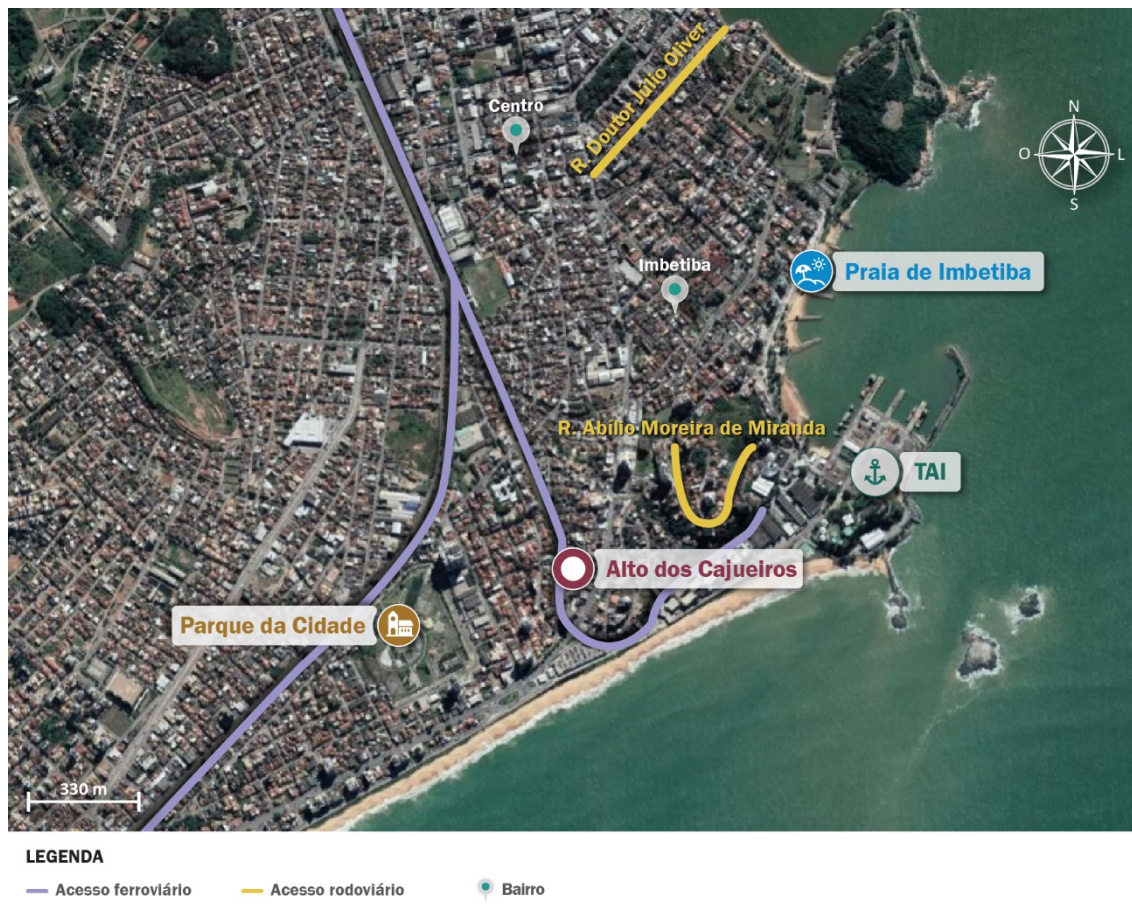 R. Doutor Júlio Oliver
Centro
N
O
L
S
Imbetiba
Praia de Imbetiba
R. Abílio Moreira de Miranda
TAI
Alto dos Cajueiros
Parque da Cidade
330 m
LEGENDA
Acesso ferroviário
Acesso rodoviário
Bairro